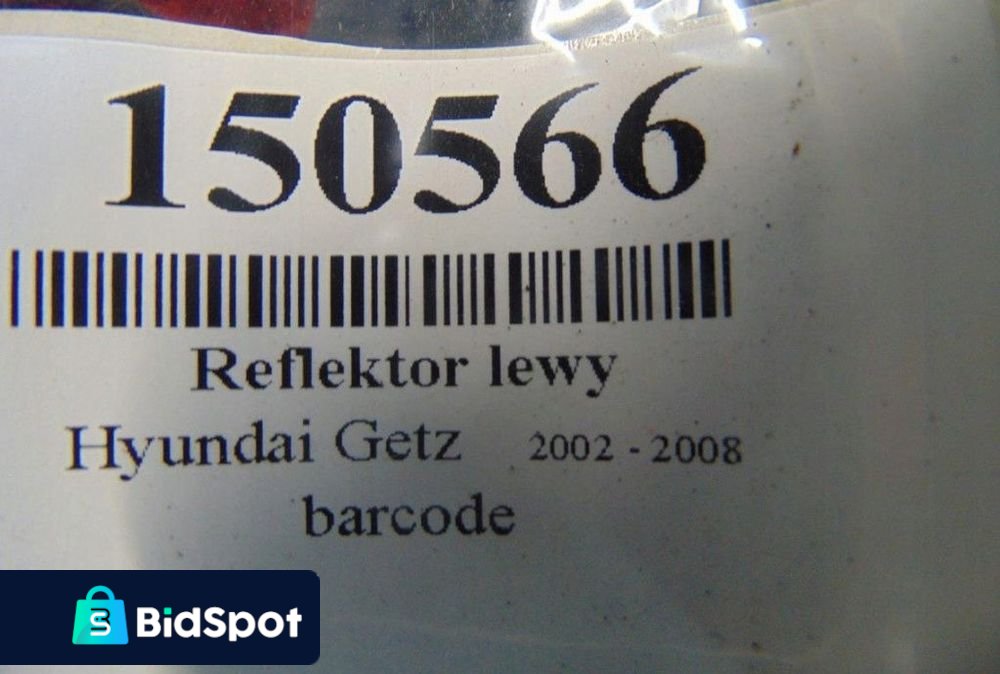 150566
Reflektor lewy
Hyundai Getz 2002 - 2008
barcode
BidSpot